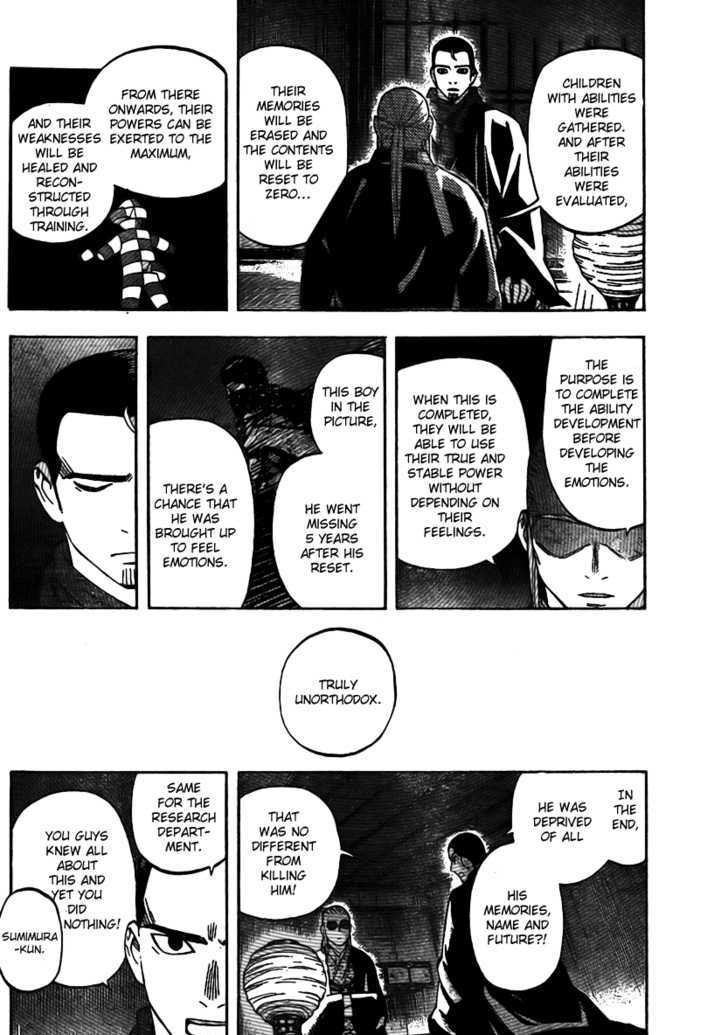 CHILDREN
WITH ABILITIES
WERE
GATHERED.
AND AFTER
THEIR
ABILITIES
WERE
EVALUATED,
THEIR
MEMORIES
WILL BE
ERASED AND
THE CONTENTS
WILL BE
RESET TO
ZERO...
FROM THERE
ONWARDS, THEIR
POWERS CAN BE
EXERTED TO THE
MAXIMUM,
AND THEIR
WEAKNESSES
WILL BE
HEALED AND
RECON-
STRUCTED
THROUGH
TRAINING.
THE
PURPOSE IS
TO COMPLETE
THE ABILITY
DEVELOPMENT
BEFORE
DEVELOPING
THE
EMOTIONS.
WHEN THIS IS
COMPLETED,
THEY WILL BE
ABLE TO USE
THEIR TRUE AND
STABLE POWER
WITHOUT
DEPENDING ON
THEIR
FEELINGS.
THIS BOY
IN THE
PICTURE,
HE WENT
MISSING
5 YEARS
AFTER HIS
RESET.
THERE'S A
CHANCE THAT
HE WAS
BROUGHT UP
TO FEEL
EMOTIONS.
TRULY
UNORTHODOX.
IN
THE
END,
HE WAS
DEPRIVED OF
ALL
HIS
MEMORIES,
NAME AND
FUTURE?!
THAT
WAS NO
DIFFERENT
FROM
KILLING
HIM!
SAME
FOR THE
RESEARCH
DEPART-
MENT.
YOU GUYS
KNEW ALL
ABOUT
THIS AND
YET YOU
DID
NOTHING!
SUMIMURA
-KUN.